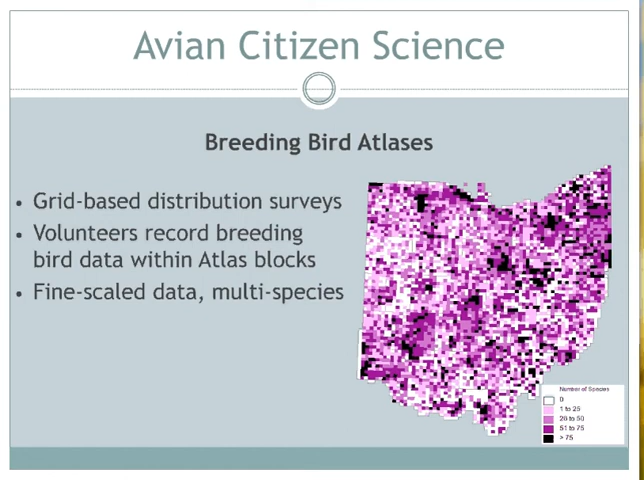 Avian Citizen Science
Breeding Bird Atlases
• Grid-based distribution surveys
• Volunteers record breeding
bird data within Atlas blocks
• Fine-scaled data, multi-species
Number of Species
0
1 to 25
26 to 50
51 to 75
> 75